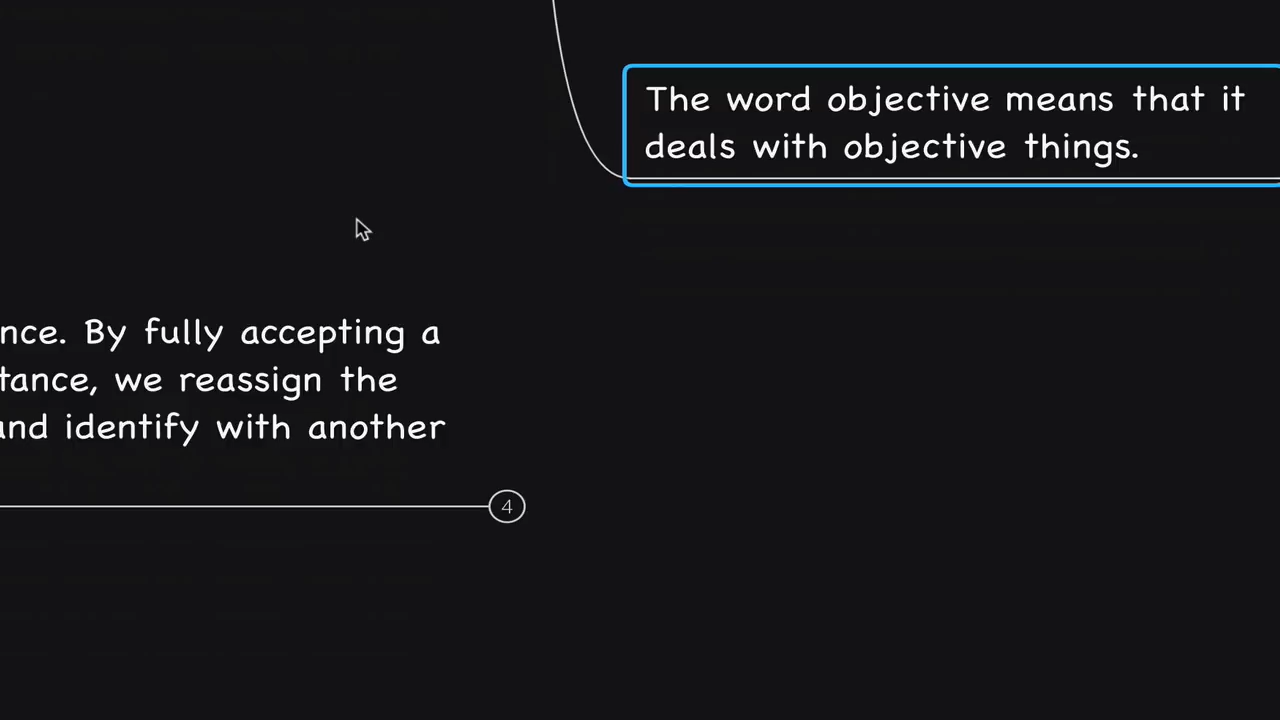 The word objective means that it
deals with objective things.
nce. By fully accepting a
tance, we reassign the
and identify with another
4